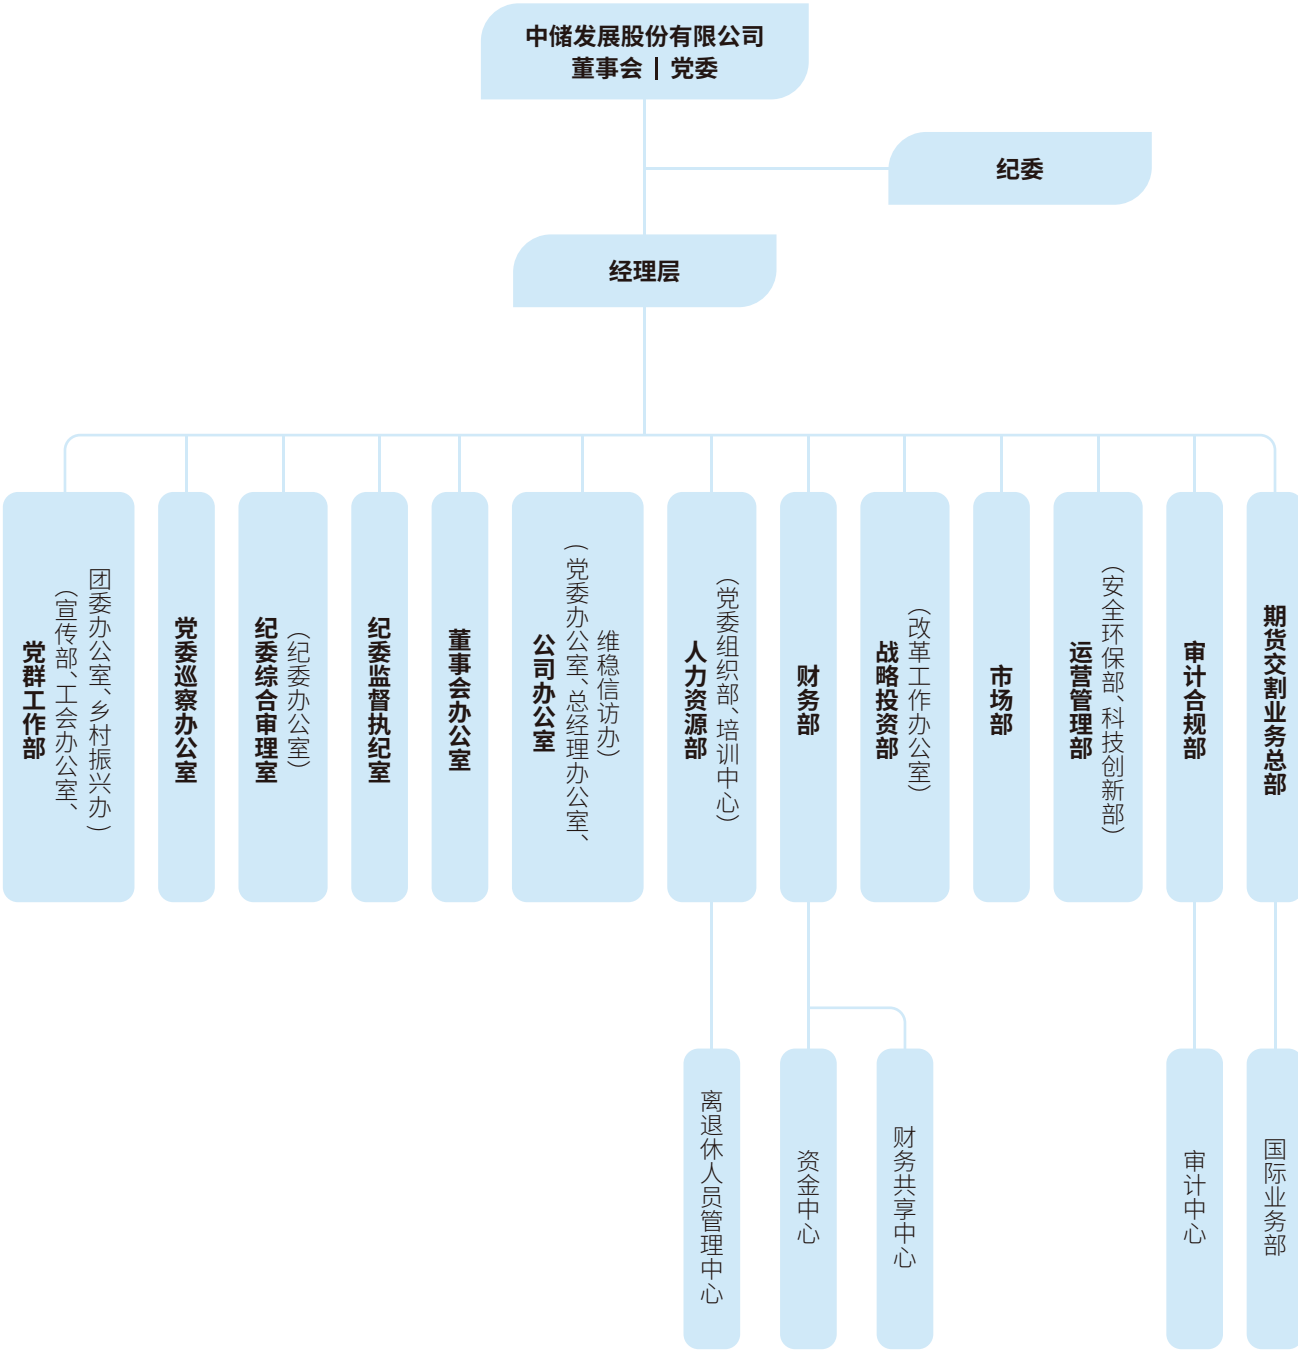 中储发展股份有限公司
董事会 | 党委
纪委
经理层
党群工作部
（宣传部、工会办公室、
团委办公室、乡村振兴办）
党委巡察办公室
纪委综合审理室
（纪委办公室）
纪委监督执纪室
董事会办公室
公司办公室
（党委办公室、总经理办公室、
维稳信访办）
人力资源部
（党委组织部、培训中心）
财务部
战略投资部
（改革工作办公室）
市场部
运营管理部
（安全环保部、科技创新部）
审计合规部
期货交割业务总部
离退休人员管理中心
资金中心
财务共享中心
审计中心
国际业务部